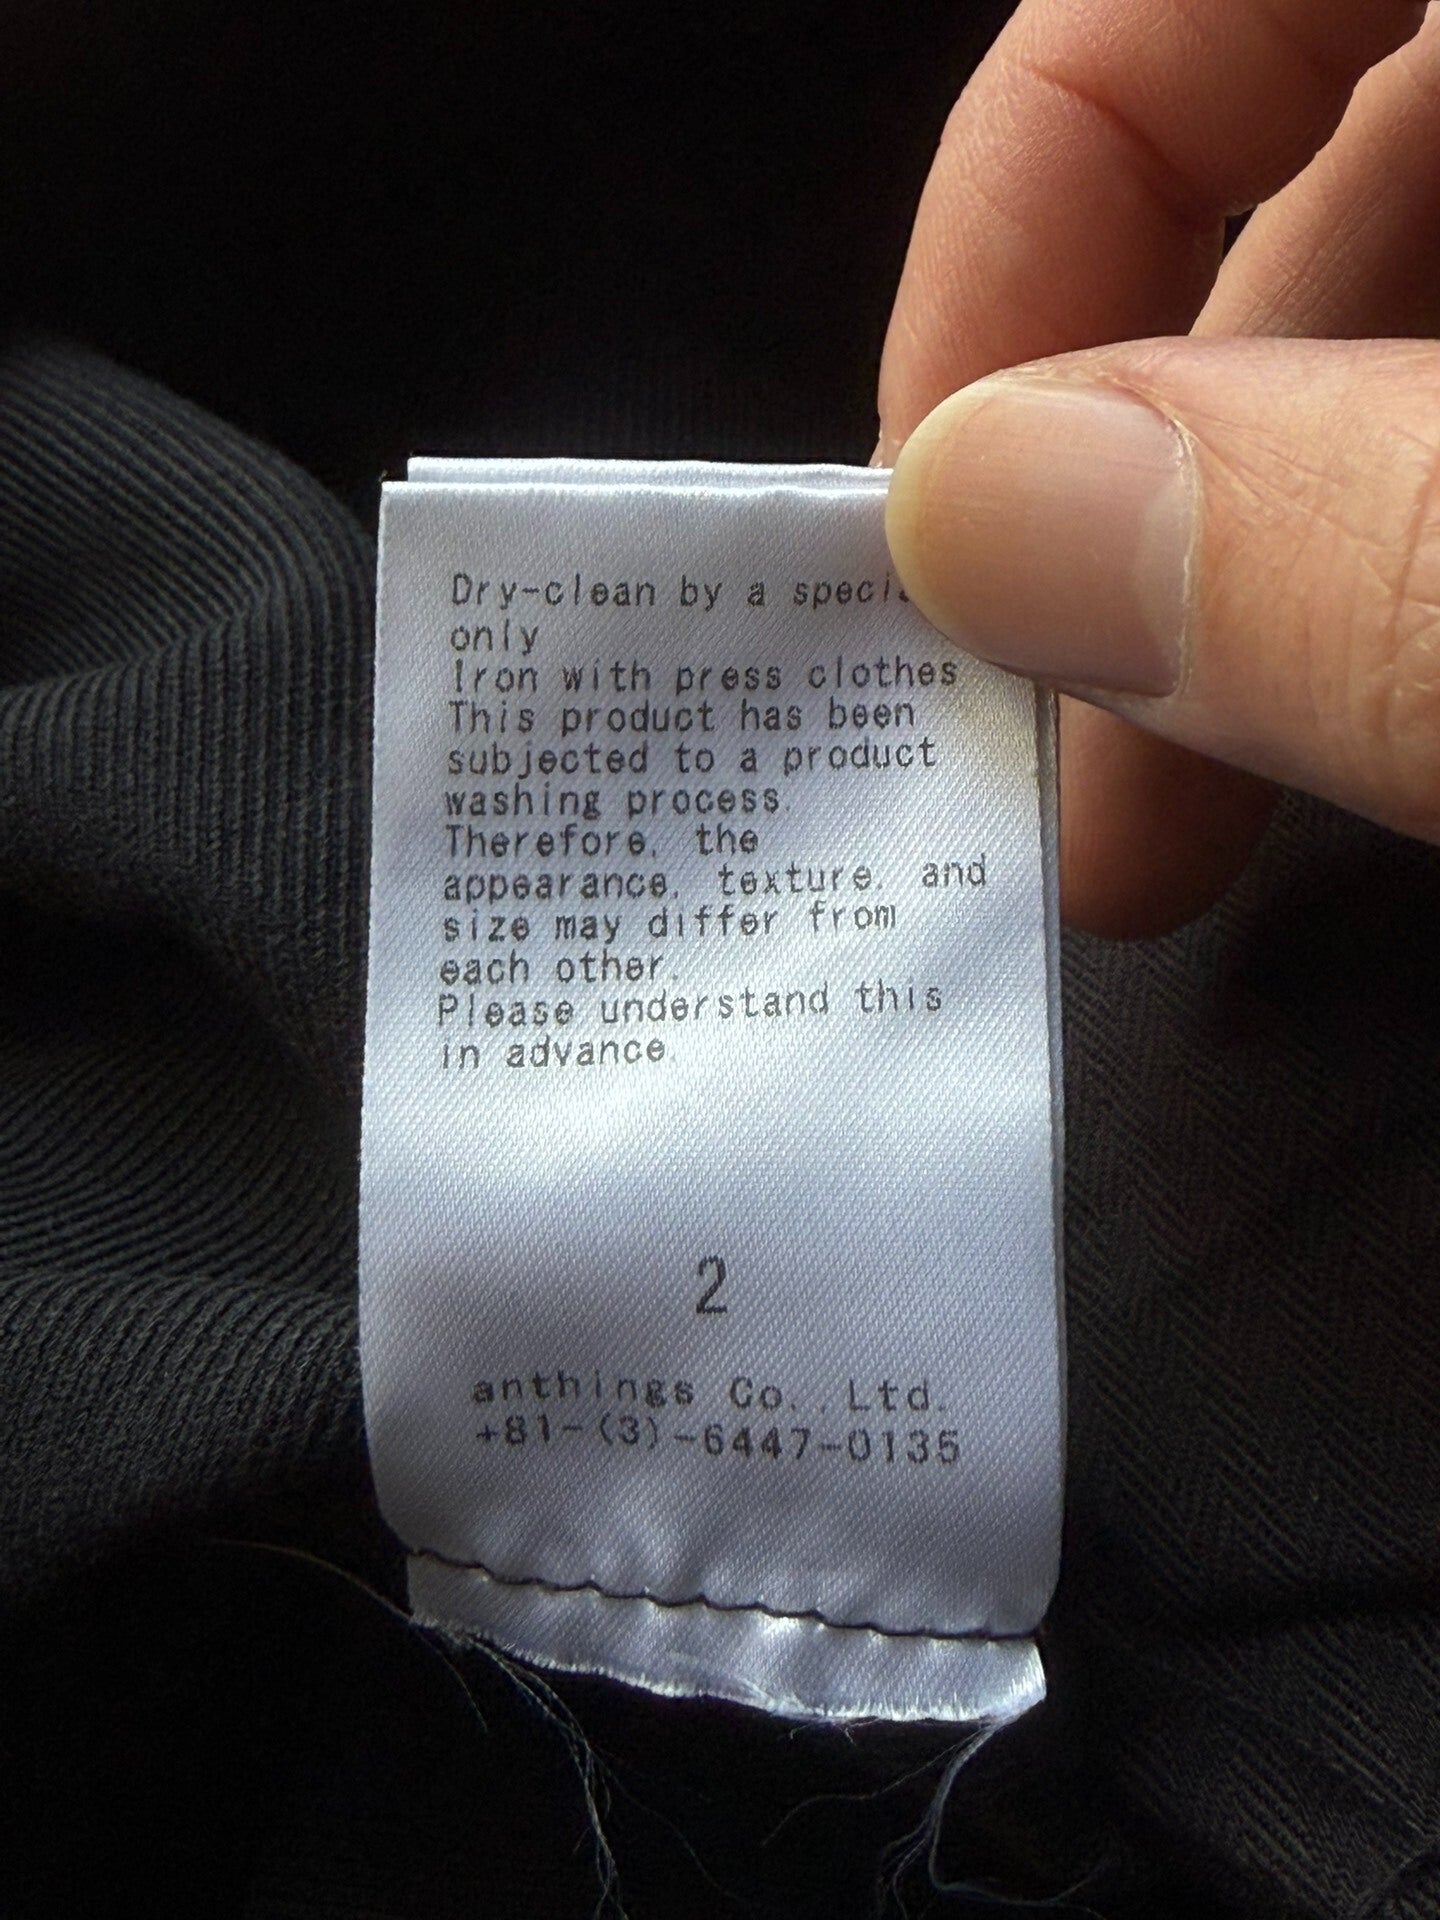 Dry-clean by a
only
Iron with press clothes
This product has been
subjected to a product
washing process.
Therefore, the
appearance, texture, and
size may differ from
each other.
Please understand this
in advance.
2
anthings Co., Ltd.
+81-(3)-6447-0135